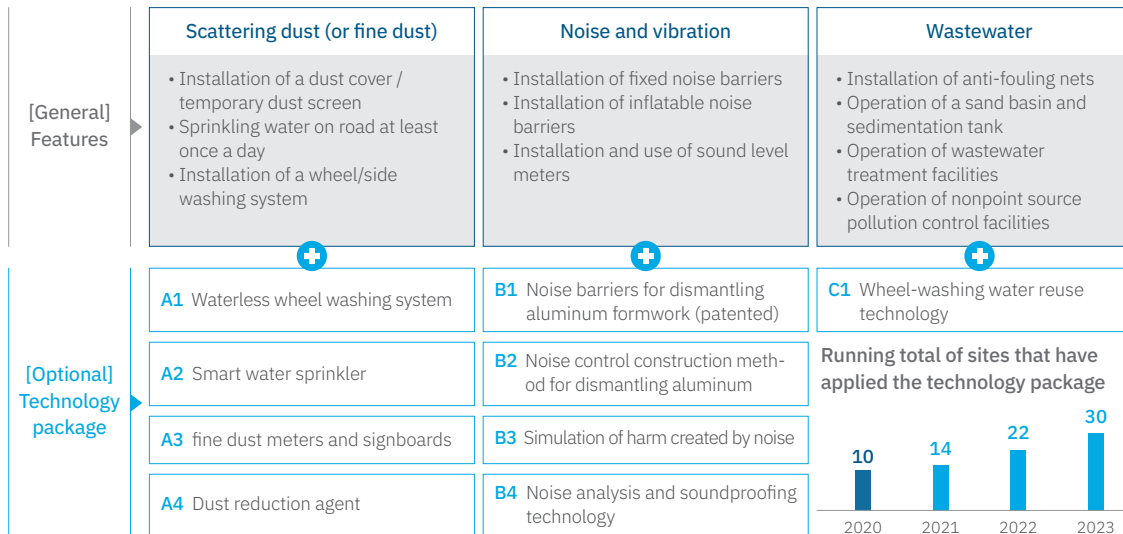 Scattering dust (or fine dust)
Noise and vibration
Wastewater
[General]
Features
• Installation of a dust cover /
temporary dust screen
• Sprinkling water on road at least
once a day
• Installation of a wheel/side
washing system
• Installation of fixed noise barriers
• Installation of inflatable noise
barriers
• Installation and use of sound level
meters
• Installation of anti-fouling nets
• Operation of a sand basin and
sedimentation tank
• Operation of wastewater
treatment facilities
• Operation of nonpoint source
pollution control facilities
[Optional]
Technology
package
A1 Waterless wheel washing system
A2 Smart water sprinkler
A3 fine dust meters and signboards
A4 Dust reduction agent
B1 Noise barriers for dismantling
aluminum formwork (patented)
B2 Noise control construction meth-
od for dismantling aluminum
B3 Simulation of harm created by noise
B4 Noise analysis and soundproofing
technology
C1 Wheel-washing water reuse
technology
Running total of sites that have
applied the technology package
10
14
22
30
2020
2021
2022
2023